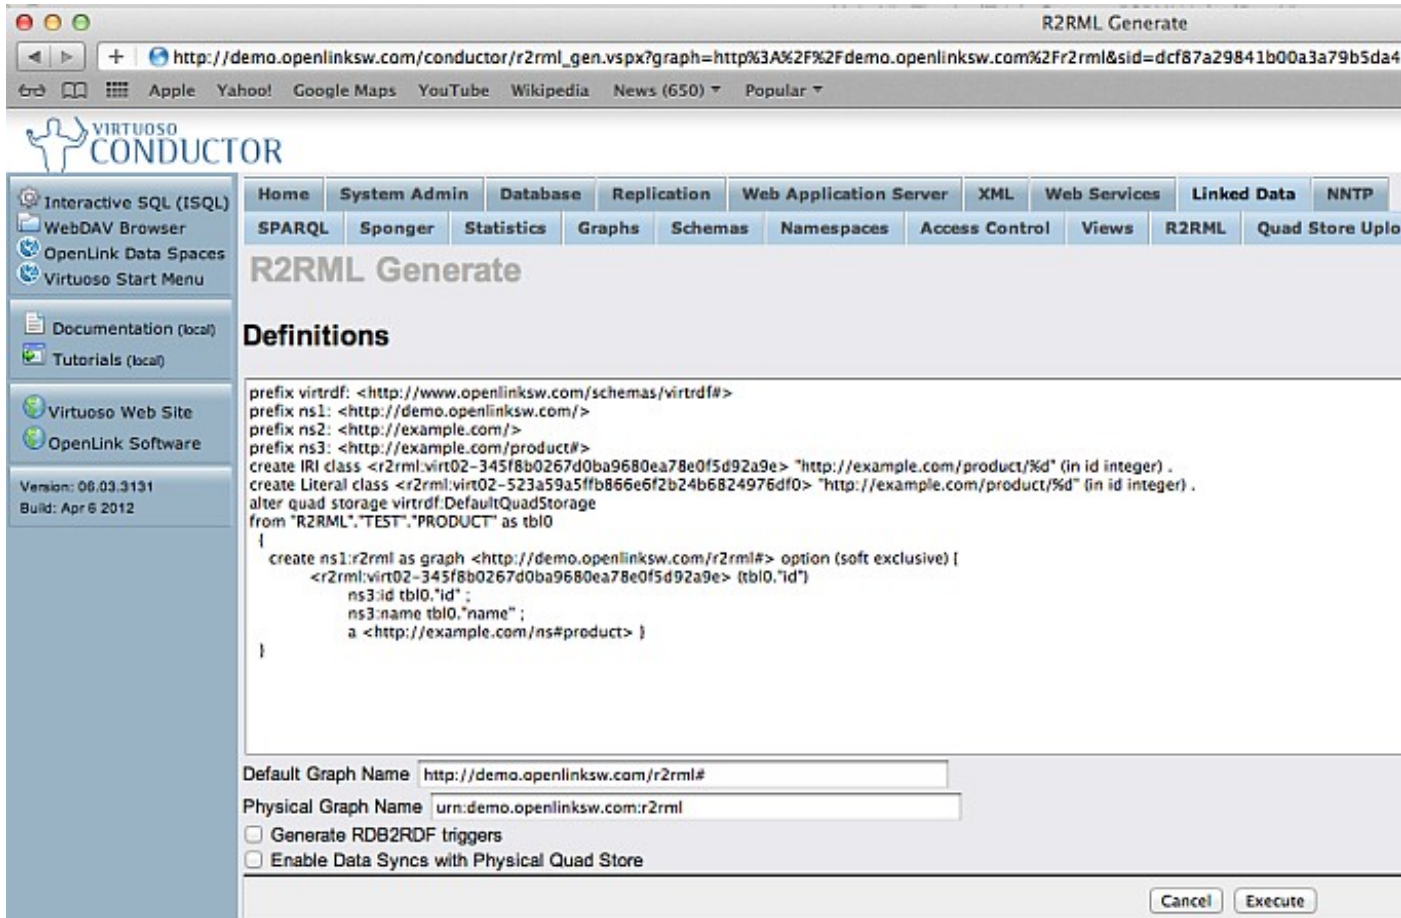 R2RML Generate
http://demo.openlinksw.com/conductor/r2rml_gen.vspx?graph=http%3A%2F%2Fdemo.openlinksw.com%2Fr2rml&sid=dcf87a29841b00a3a79b5da4
Apple Yahoo! Google Maps YouTube Wikipedia News (650) Popular
VIRTUOSO
CONDUCTOR
Interactive SQL (ISQL)
WebDAV Browser
OpenLink Data Spaces
Virtuoso Start Menu
Documentation (local)
Tutorials (local)
Virtuoso Web Site
OpenLink Software
Version: 06.03.3131
Build: Apr 6 2012
Home System Admin Database Replication Web Application Server XML Web Services Linked Data NNTP
SPARQL Sponger Statistics Graphs Schemas Namespaces Access Control Views R2RML Quad Store Uplo
R2RML Generate
Definitions
prefix virtrdf: <http://www.openlinksw.com/schemas/virtrdf#>
prefix ns1: <http://demo.openlinksw.com/>
prefix ns2: <http://example.com/>
prefix ns3: <http://example.com/product#>
create IRI class <r2rml:virt02-345f8b0267d0ba9680ea78e0f5d92a9e> "http://example.com/product/%d" (in id integer) .
create Literal class <r2rml:virt02-523a59a5ffb866e6f2b24b6824976df0> "http://example.com/product/%d" (in id integer) .
alter quad storage virtrdf:DefaultQuadStorage
from "R2RML"."TEST"."PRODUCT" as tbl0
{
create ns1:r2rml as graph <http://demo.openlinksw.com/r2rml#> option (soft exclusive) {
<r2rml:virt02-345f8b0267d0ba9680ea78e0f5d92a9e> (tbl0."id")
ns3:id tbl0."id" ;
ns3:name tbl0."name" ;
a <http://example.com/ns#product> }
}
Default Graph Name http://demo.openlinksw.com/r2rml#
Physical Graph Name urn:demo.openlinksw.com:r2rml
Generate RDB2RDF triggers
Enable Data Syncs with Physical Quad Store
Cancel Execute